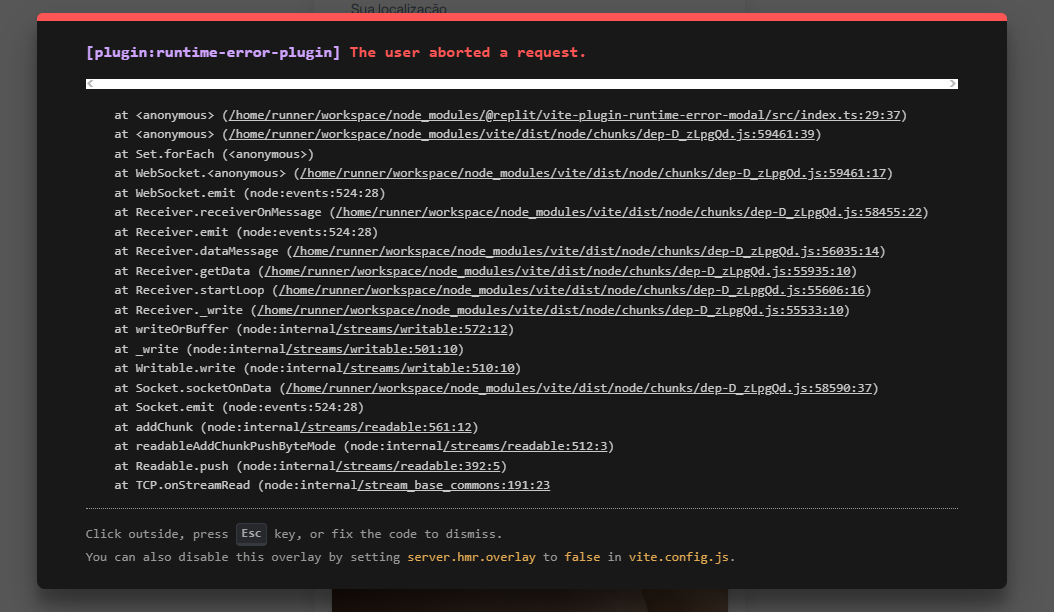 Sua localização
[plugin:runtime-error-plugin] The user aborted a request.
at <anonymous> (/home/runner/workspace/node_modules/@replit/vite-plugin-runtime-error-modal/src/index.ts:29:37)
at <anonymous> (/home/runner/workspace/node_modules/vite/dist/node/chunks/dep-D_zLpgQd.js:59461:39)
at Set.forEach (<anonymous>)
at WebSocket.<anonymous> (/home/runner/workspace/node_modules/vite/dist/node/chunks/dep-D_zLpgQd.js:59461:17)
at WebSocket.emit (node:events:524:28)
at Receiver.receiverOnMessage (/home/runner/workspace/node_modules/vite/dist/node/chunks/dep-D_zLpgQd.js:58455:22)
at Receiver.emit (node:events:524:28)
at Receiver.dataMessage (/home/runner/workspace/node_modules/vite/dist/node/chunks/dep-D_zLpgQd.js:56035:14)
at Receiver.getData (/home/runner/workspace/node_modules/vite/dist/node/chunks/dep-D_zLpgQd.js:55935:10)
at Receiver.startLoop (/home/runner/workspace/node_modules/vite/dist/node/chunks/dep-D_zLpgQd.js:55606:16)
at Receiver._write (/home/runner/workspace/node_modules/vite/dist/node/chunks/dep-D_zLpgQd.js:55533:10)
at writeOrBuffer (node:internal/streams/writable:572:12)
at _write (node:internal/streams/writable:501:10)
at Writable.write (node:internal/streams/writable:510:10)
at Socket.socketOnData (/home/runner/workspace/node_modules/vite/dist/node/chunks/dep-D_zLpgQd.js:58590:37)
at Socket.emit (node:events:524:28)
at addChunk (node:internal/streams/readable:561:12)
at readableAddChunkPushByteMode (node:internal/streams/readable:512:3)
at Readable.push (node:internal/streams/readable:392:5)
at TCP.onStreamRead (node:internal/stream_base_commons:191:23
Click outside, press Esc key, or fix the code to dismiss.
You can also disable this overlay by setting server.hmr.overlay to false in vite.config.js.